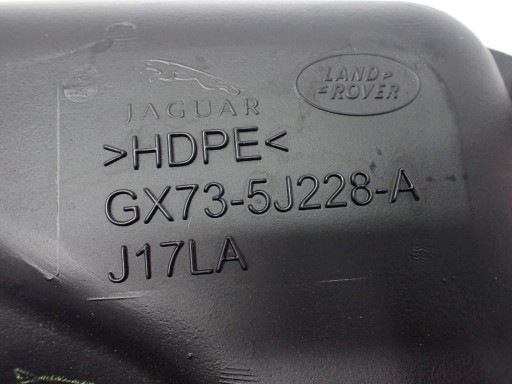 JAGUAR
LAND
ROVER
>HDPE<
GX73-5J228-A
J17LA